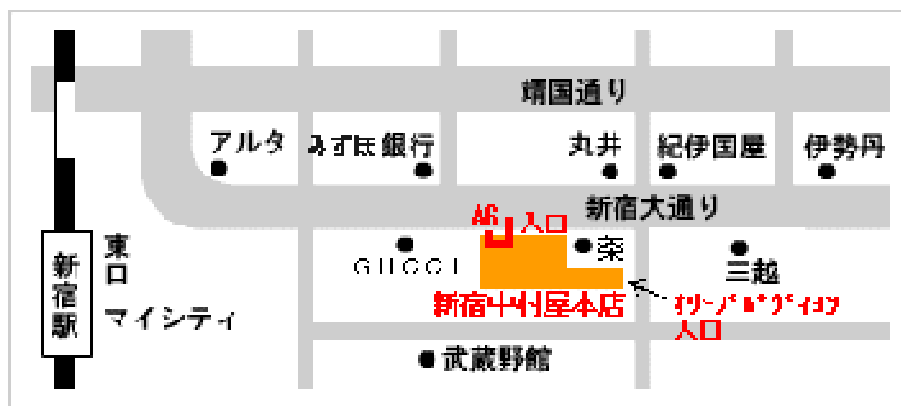 靖国通り
アルタ
みずほ銀行
丸井
紀伊国屋
伊勢丹
新宿大通り
A6
入口
東口
GUCCI
三越
新宿駅
マイシティ
新宿中村屋本店
入口
武蔵野館